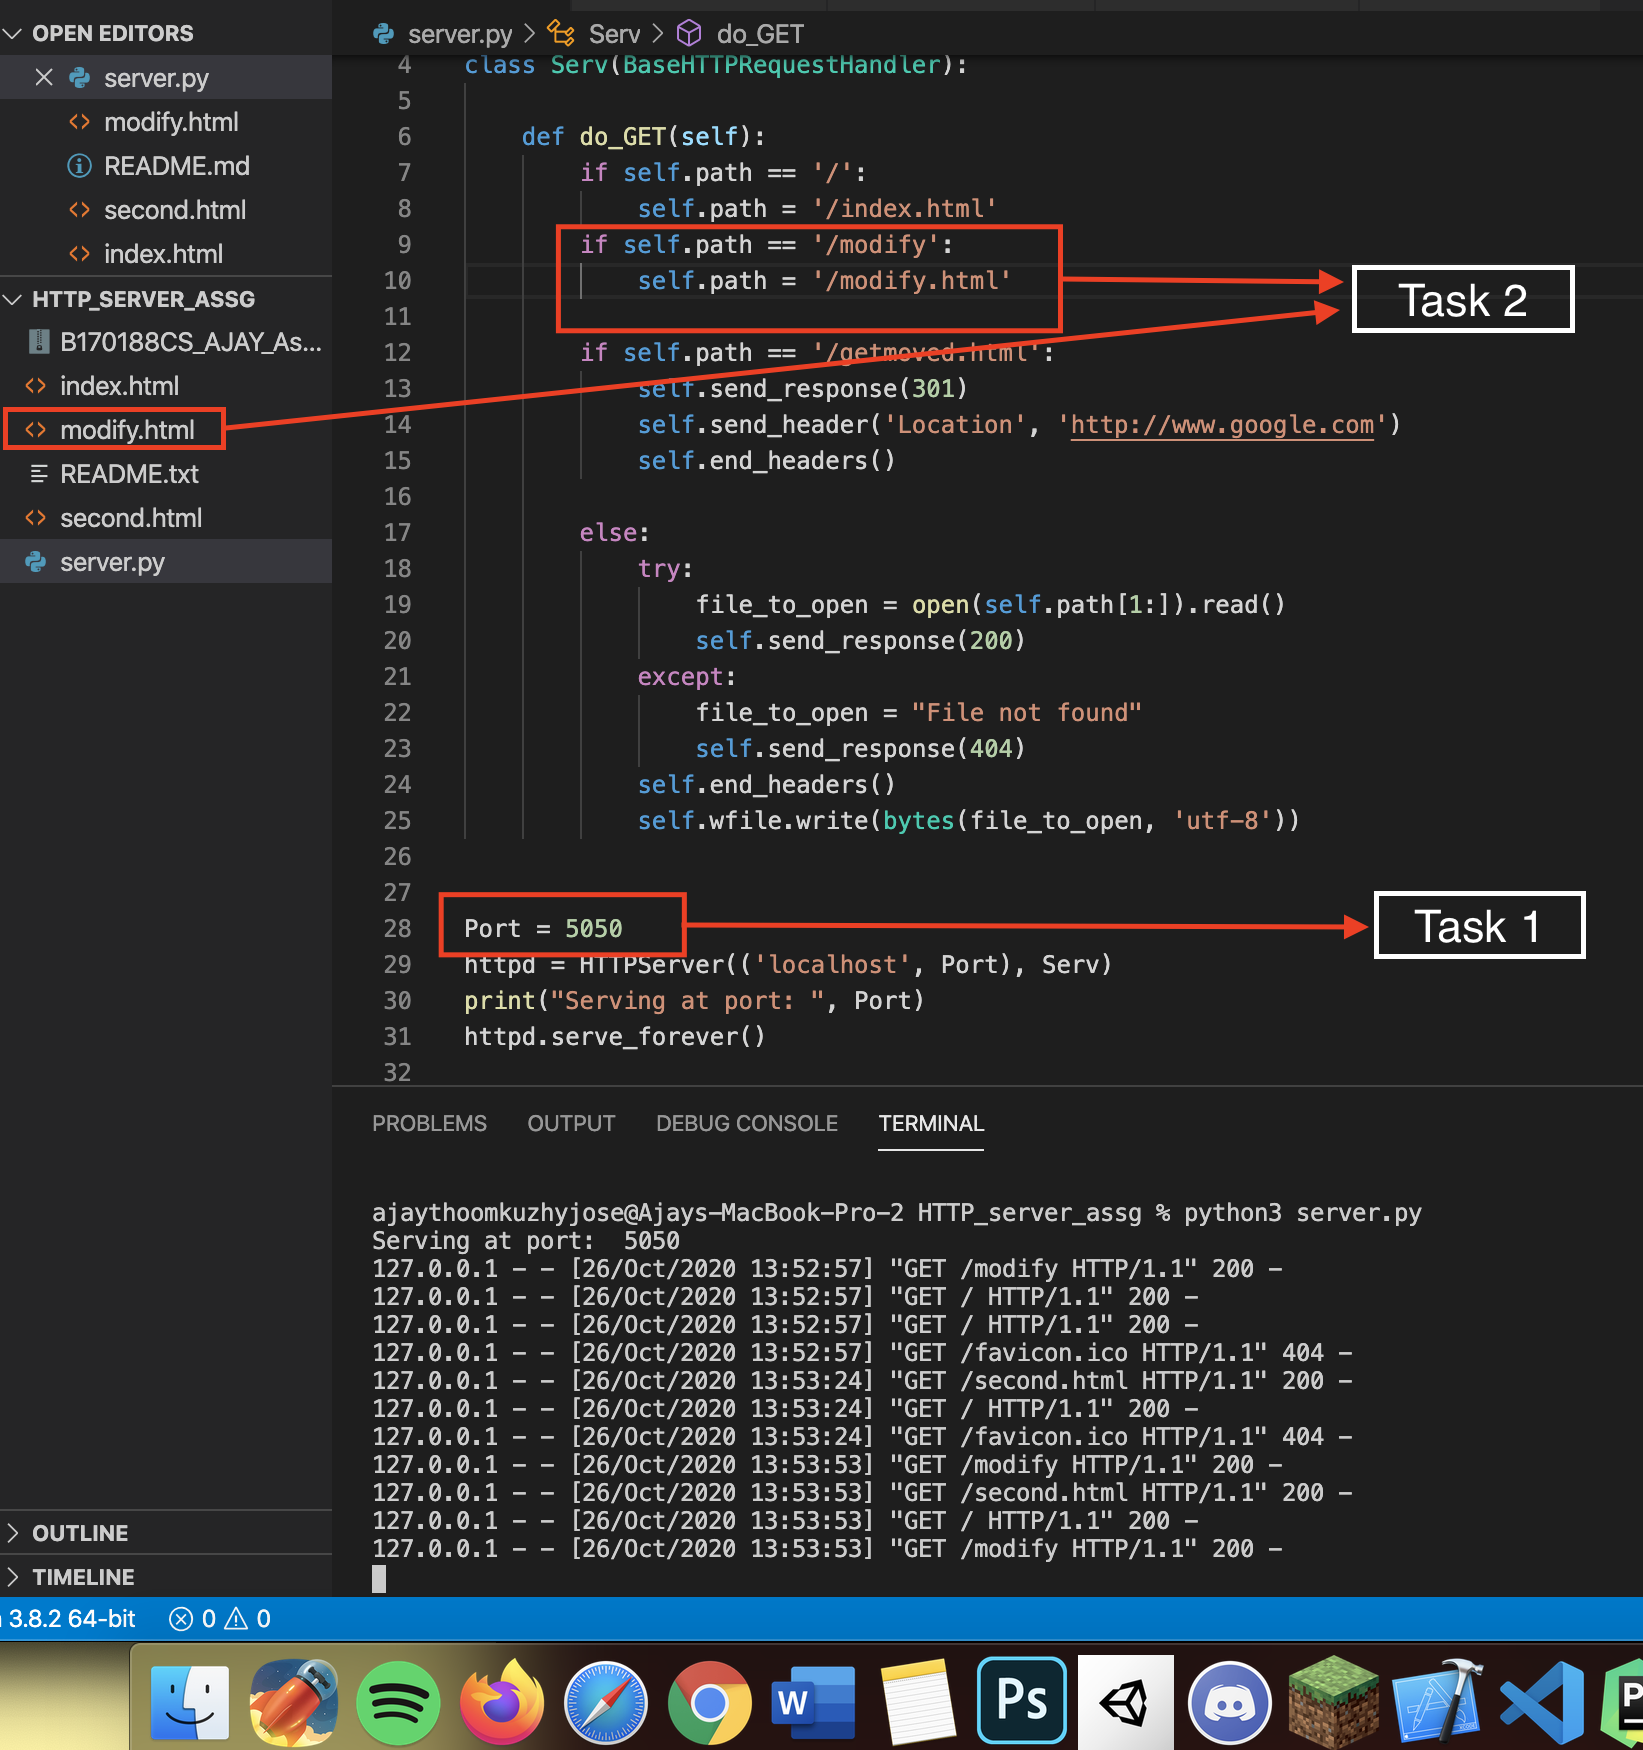 OPEN EDITORS
server.py
modify.html
README.md
second.html
index.html
HTTP_SERVER_ASSG
B170188CS_AJAY_As...
index.html
modify.html
README.txt
second.html
server.py
OUTLINE
TIMELINE
server.py > Serv > do_GET
4 class Serv(BaseHTTPRequestHandler):
5
6 def do_GET(self):
7 if self.path == '/':
8 self.path = '/index.html'
9 if self.path == '/modify':
10 self.path = '/modify.html'
11
12 if self.path == '/getmoved.html':
13 self.send_response(301)
14 self.send_header('Location', 'http://www.google.com')
15 self.end_headers()
16
17 else:
18 try:
19 file_to_open = open(self.path[1:]).read()
20 self.send_response(200)
21 except:
22 file_to_open = "File not found"
23 self.send_response(404)
24 self.end_headers()
25 self.wfile.write(bytes(file_to_open, 'utf-8'))
26
27
28 Port = 5050
29 httpd = HTTPServer(('localhost', Port), Serv)
30 print("Serving at port: ", Port)
31 httpd.serve_forever()
32
Task 2
Task 1
PROBLEMS OUTPUT DEBUG CONSOLE TERMINAL
ajaythoomkuzhyjose@Ajays-MacBook-Pro-2 HTTP_server_assg % python3 server.py
Serving at port:  5050
127.0.0.1 - - [26/Oct/2020 13:52:57] "GET /modify HTTP/1.1" 200 -
127.0.0.1 - - [26/Oct/2020 13:52:57] "GET / HTTP/1.1" 200 -
127.0.0.1 - - [26/Oct/2020 13:52:57] "GET / HTTP/1.1" 200 -
127.0.0.1 - - [26/Oct/2020 13:52:57] "GET /favicon.ico HTTP/1.1" 404 -
127.0.0.1 - - [26/Oct/2020 13:53:24] "GET /second.html HTTP/1.1" 200 -
127.0.0.1 - - [26/Oct/2020 13:53:24] "GET / HTTP/1.1" 200 -
127.0.0.1 - - [26/Oct/2020 13:53:24] "GET /favicon.ico HTTP/1.1" 404 -
127.0.0.1 - - [26/Oct/2020 13:53:53] "GET /modify HTTP/1.1" 200 -
127.0.0.1 - - [26/Oct/2020 13:53:53] "GET /second.html HTTP/1.1" 200 -
127.0.0.1 - - [26/Oct/2020 13:53:53] "GET / HTTP/1.1" 200 -
127.0.0.1 - - [26/Oct/2020 13:53:53] "GET /modify HTTP/1.1" 200 -
3.8.2 64-bit 0 0
W Ps P